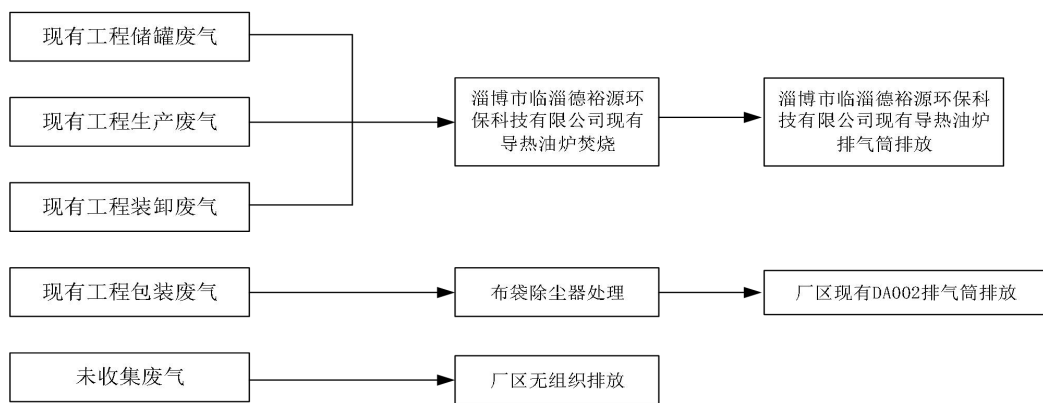 现有工程储罐废气
现有工程生产废气
现有工程装卸废气
淄博市临淄德裕源环
保科技有限公司现有
导热油炉焚烧
淄博市临淄德裕源环保科
技有限公司现有导热油炉
排气筒排放
现有工程包装废气
布袋除尘器处理
厂区现有DA002排气筒排放
未收集废气
厂区无组织排放